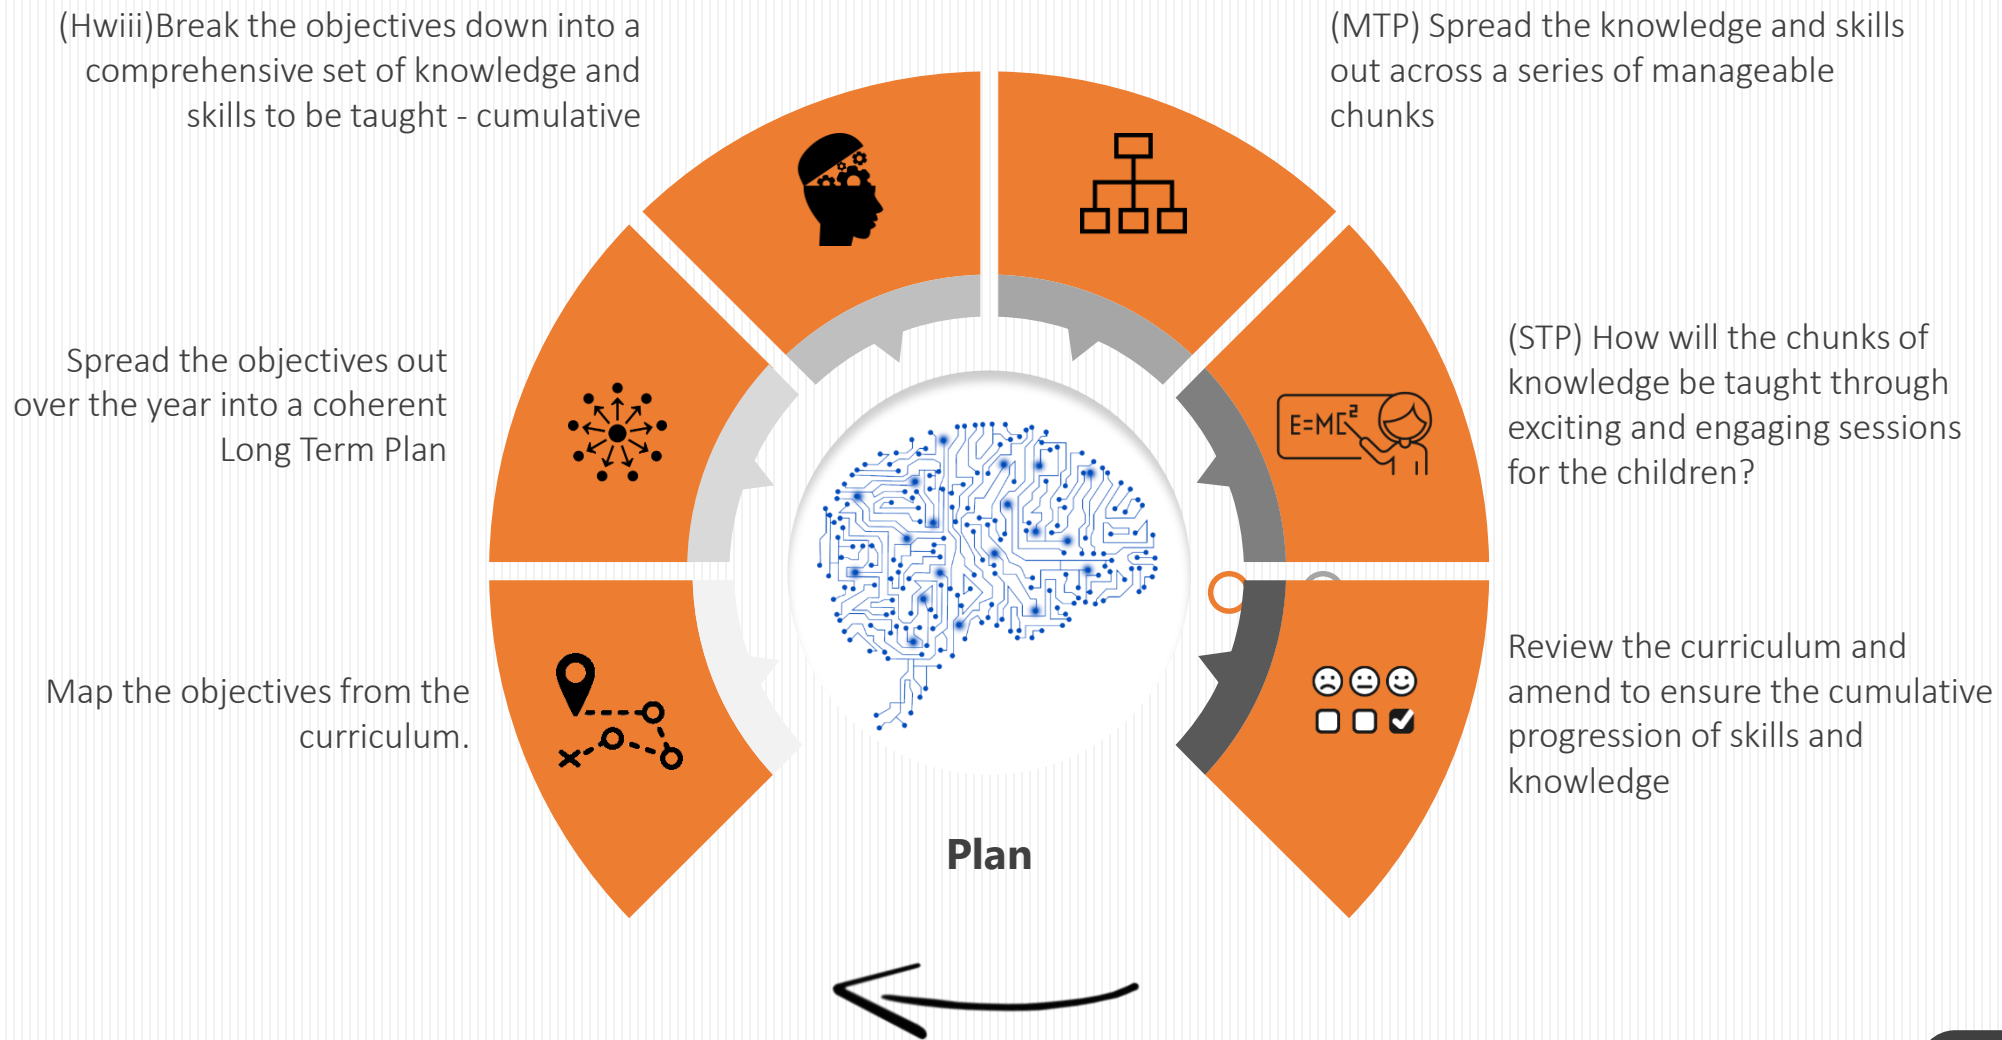 (Hwiii)Break the objectives down into a
comprehensive set of knowledge and
skills to be taught - cumulative
(MTP) Spread the knowledge and skills
out across a series of manageable
chunks
Spread the objectives out
over the year into a coherent
Long Term Plan
(STP) How will the chunks of
knowledge be taught through
exciting and engaging sessions
for the children?
E=MC²
Map the objectives from the
curriculum.
Review the curriculum and
amend to ensure the cumulative
progression of skills and
knowledge
Plan